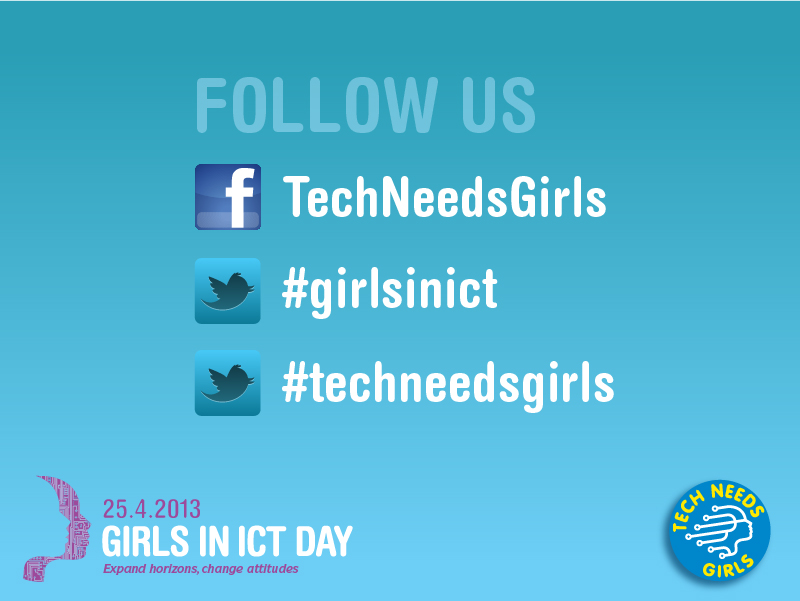 FOLLOW US
f
TechNeedsGirls
#girlsinict
#techneedsgirls
25.4.2013
GIRLS IN ICT DAY
Expand horizons, change attitudes
TECH NEEDS
GIRLS